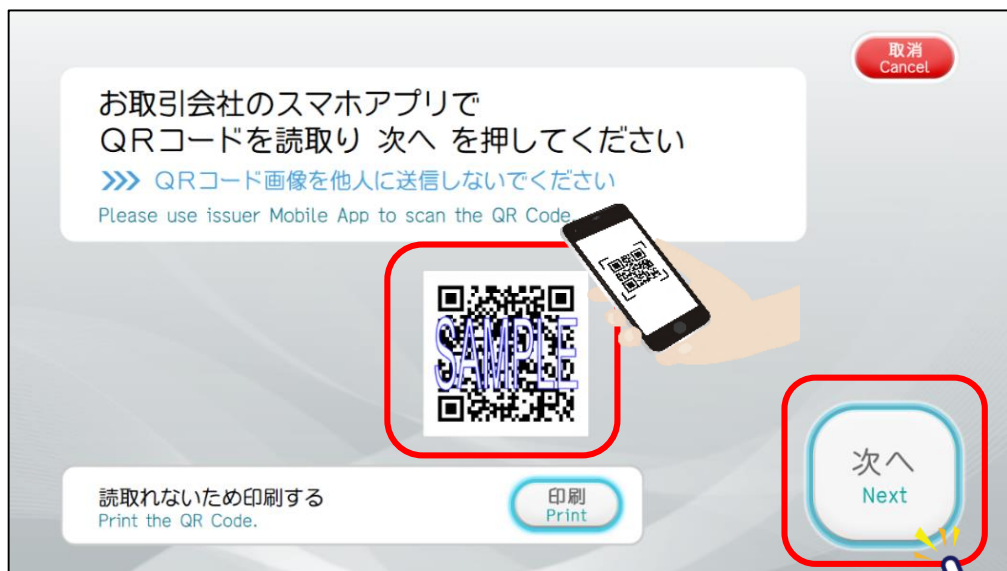 取消
Cancel
お取引会社のスマホアプリで
QRコードを読取り 次へ を押してください
>>> QRコード画像を他人に送信しないでください
Please use issuer Mobile App to scan the QR Code.
SAMPLE
次へ
Next
読取れないため印刷する
Print the QR Code.
印刷
Print